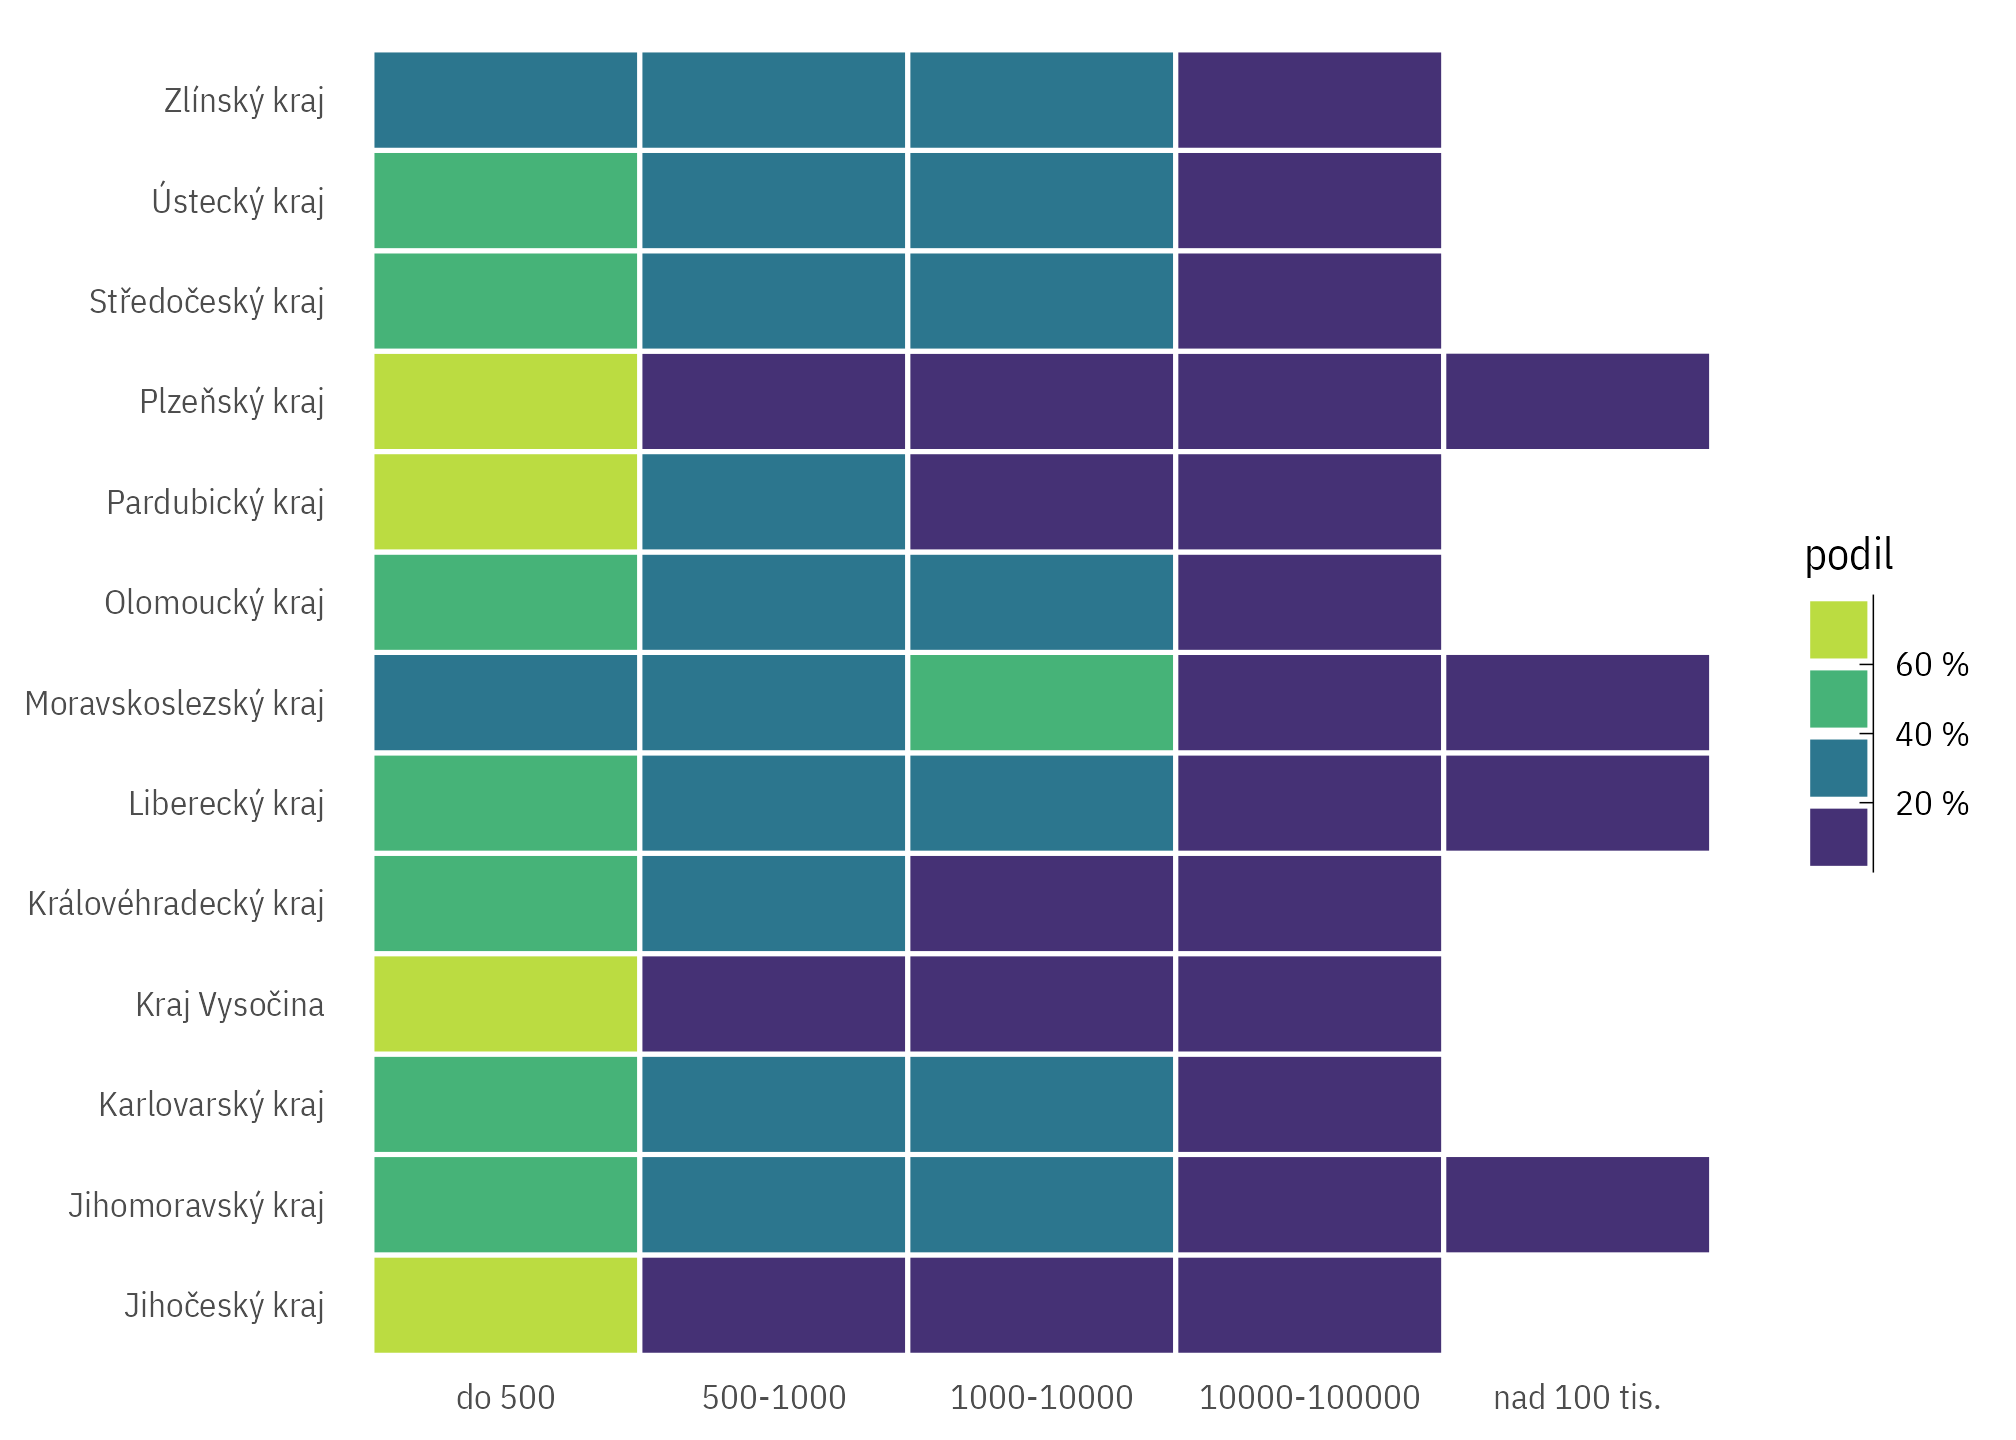 Zlínský kraj
Ústecký kraj
Středočeský kraj
Plzeňský kraj
Pardubický kraj
Olomoucký kraj
Moravskoslezský kraj
Liberecký kraj
Královéhradecký kraj
Kraj Vysočina
Karlovarský kraj
Jihomoravský kraj
Jihočeský kraj
do 500
500-1000
1000-10000
10000-100000
nad 100 tis.
podil
60 %
40 %
20 %